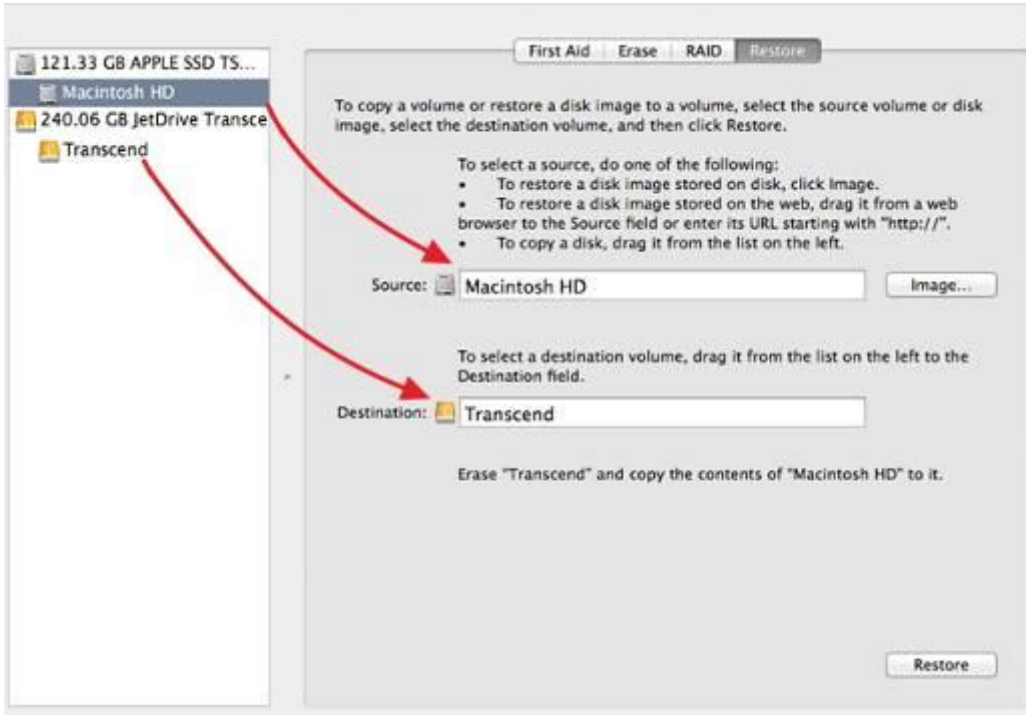 121.33 GB APPLE SSD TS...
Macintosh HD
240.06 GB JetDrive Transce
Transcend
First Aid Erase RAID Restore
To copy a volume or restore a disk image to a volume, select the source volume or disk
image, select the destination volume, and then click Restore.
To select a source, do one of the following:
• To restore a disk image stored on disk, click Image.
• To restore a disk image stored on the web, drag it from a web
browser to the Source field or enter its URL starting with "http://".
• To copy a disk, drag it from the list on the left.
Source: Macintosh HD Image...
To select a destination volume, drag it from the list on the left to the
Destination field.
Destination: Transcend
Erase "Transcend" and copy the contents of "Macintosh HD" to it.
Restore